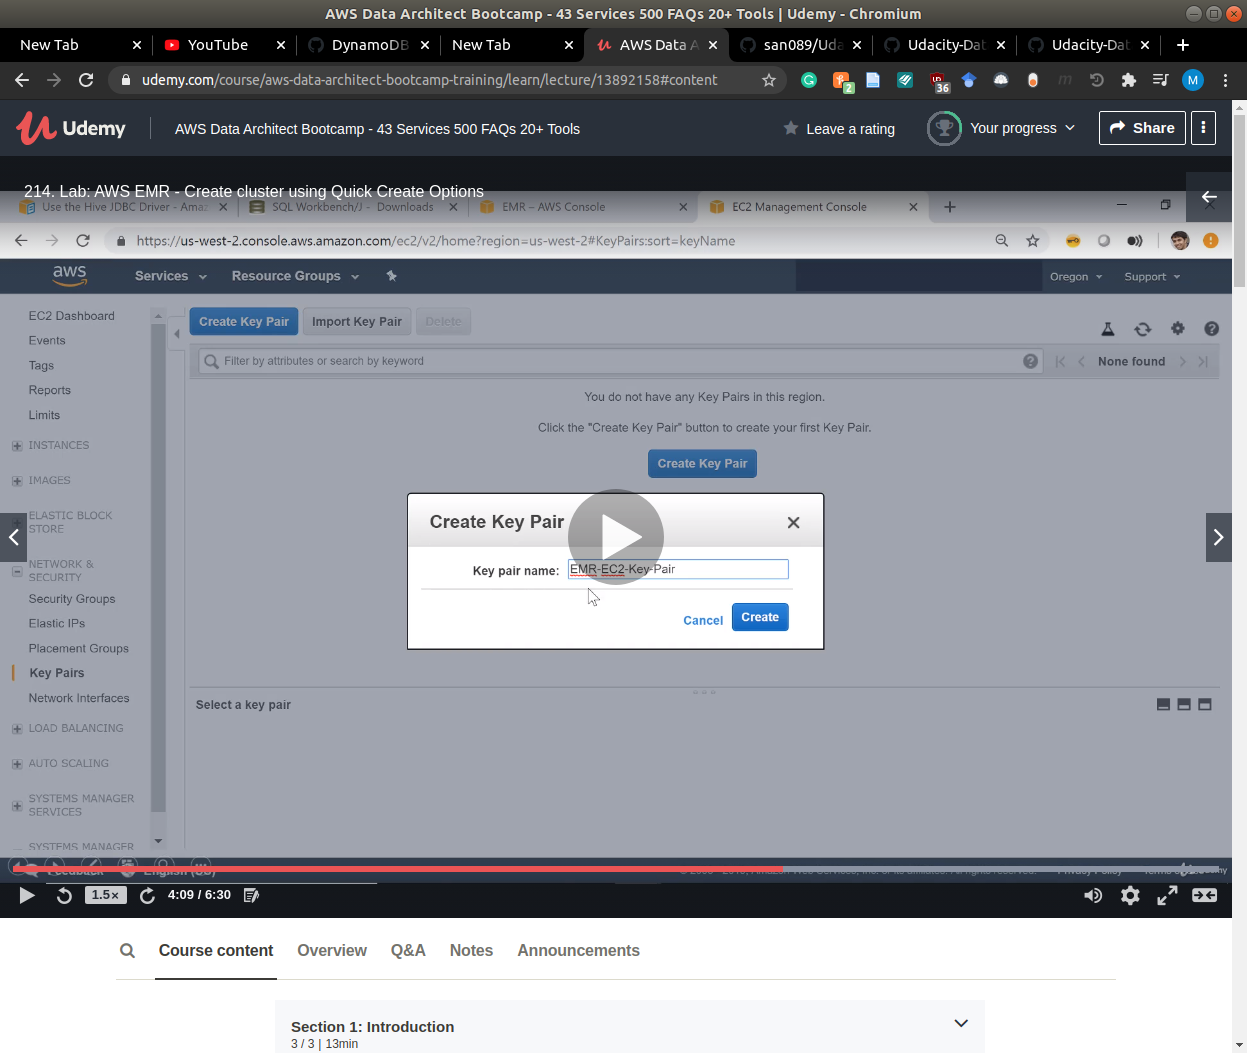 AWS Data Architect Bootcamp - 43 Services 500 FAQs 20+ Tools | Udemy - Chromium
New Tab
YouTube
DynamoDB
New Tab
AWS Data A
san089/Uda
Udacity-Dat
Udacity-Dat
udemy.com/course/aws-data-architect-bootcamp-training/learn/lecture/13892158#content
2
36
M
Udemy
AWS Data Architect Bootcamp - 43 Services 500 FAQs 20+ Tools
Leave a rating
Your progress
Share
214. Lab: AWS EMR - Create cluster using Quick Create Options
Use the Hive JDBC Driver - Amaz
SQL Workbench/J - Downloads
EMR – AWS Console
EC2 Management Console
https://us-west-2.console.aws.amazon.com/ec2/v2/home?region=us-west-2#KeyPairs:sort=keyName
aws
Services
Resource Groups
Oregon
Support
EC2 Dashboard
Events
Tags
Reports
Limits
INSTANCES
IMAGES
ELASTIC BLOCK
STORE
NETWORK &
SECURITY
Security Groups
Elastic IPs
Placement Groups
Key Pairs
Network Interfaces
LOAD BALANCING
AUTO SCALING
SYSTEMS MANAGER
SERVICES
SYSTEMS MANAGER
Create Key Pair
Import Key Pair
Delete
Filter by attributes or search by keyword
None found
You do not have any Key Pairs in this region.
Click the "Create Key Pair" button to create your first Key Pair.
Create Key Pair
Create Key Pair
Key pair name:
EMR-EC2-Key-Pair
Cancel
Create
Select a key pair
Feedback
English (US)
1.5×
4:09 / 6:30
Course content
Overview
Q&A
Notes
Announcements
Section 1: Introduction
3 / 3 | 13min